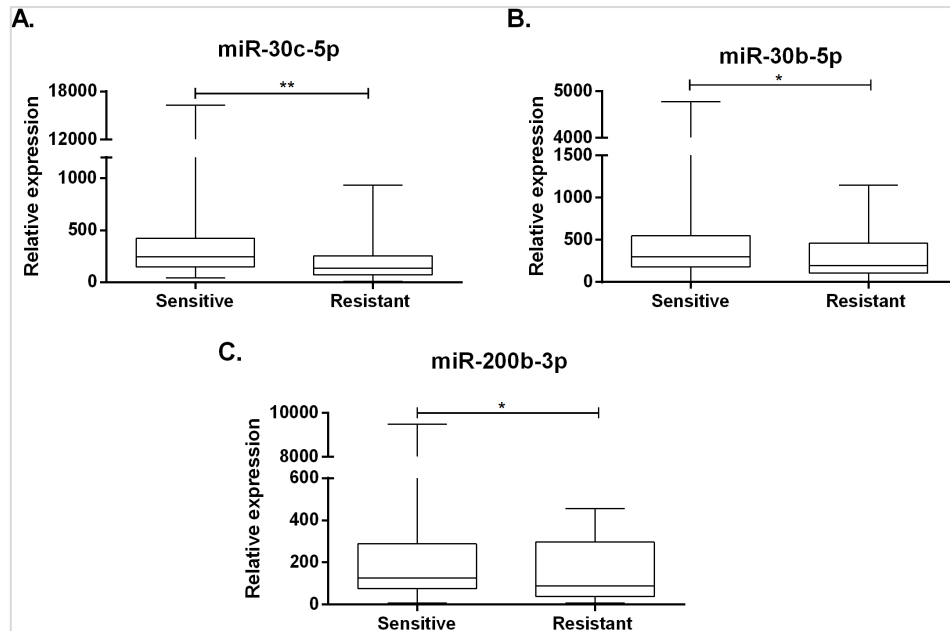 A.
miR-30c-5p
**
Relative expression
18000
12000
1000
500
0
Sensitive Resistant
B.
miR-30b-5p
*
Relative expression
5000
4000
1500
1000
500
0
Sensitive Resistant
C.
miR-200b-3p
*
Relative expression
10000
8000
600
400
200
0
Sensitive Resistant